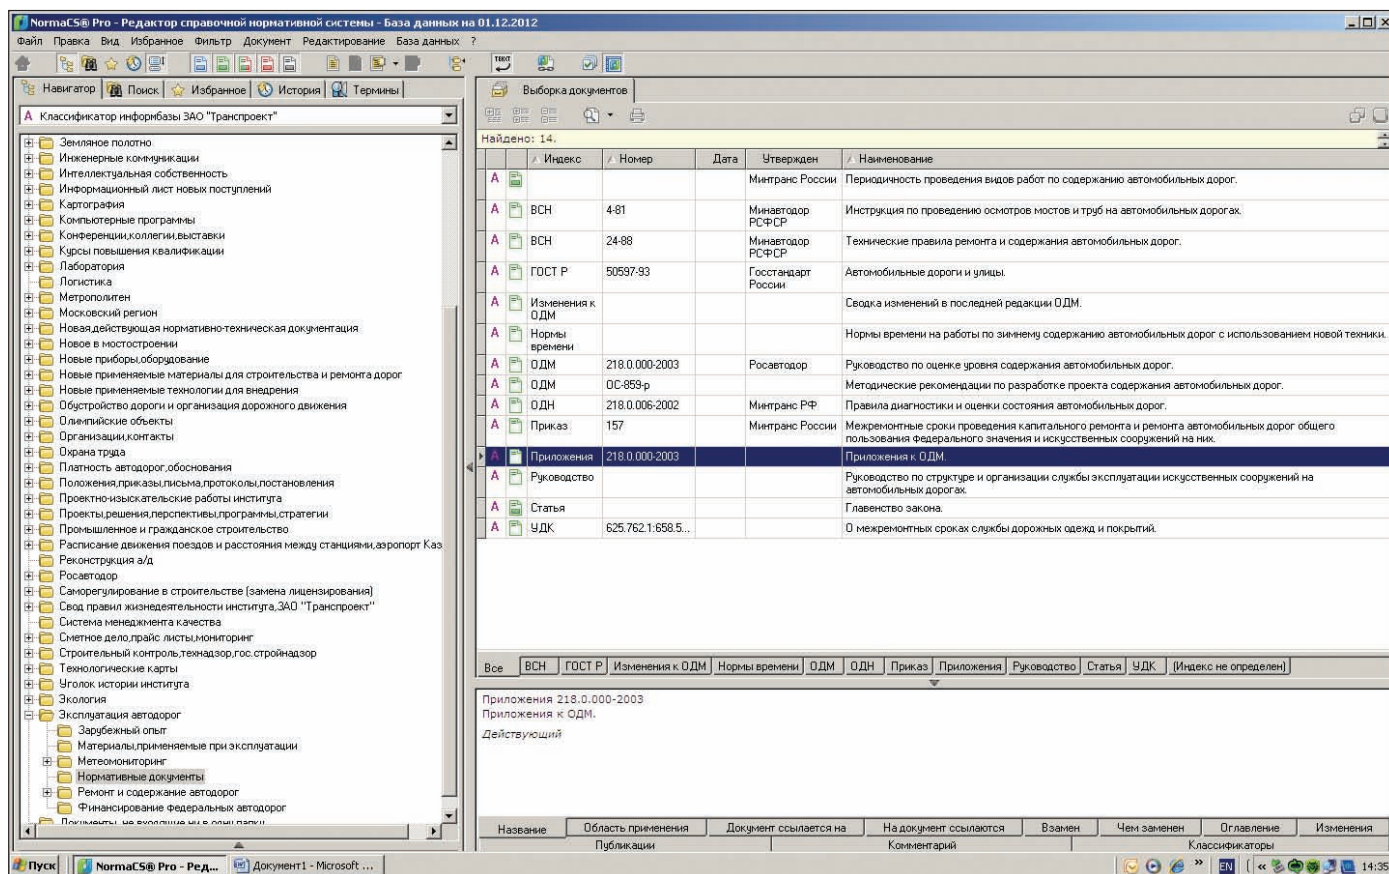 NormaCS® Pro - Редактор справочной нормативной системы - База данных на 01.12.2012
Файл Правка Вид Избранное Фильтр Документ Редактирование База данных ?
Навигатор Поиск Избранное История Термины
А Классификатор информбазы ЗАО "Транспроект"
Земляное полотно
Инженерные коммуникации
Интеллектуальная собственность
Информационный лист новых поступлений
Картография
Компьютерные программы
Конференции,коллегии,выставки
Курсы повышения квалификации
Лаборатория
Логистика
Метрополитен
Московский регион
Новая,действующая нормативно-техническая документация
Новое в мостостроении
Новые приборы,оборудование
Новые применяемые материалы для строительства и ремонта дорог
Новые применяемые технологии для внедрения
Обустройство дороги и организация дорожного движения
Олимпийские объекты
Организации,контакты
Охрана труда
Платность автодорог,обоснования
Положения,приказы,письма,протоколы,постановления
Проектно-изыскательские работы института
Проекты,решения,перспективы,программы,стратегии
Промышленное и гражданское строительство
Расписание движения поездов и расстояния между станциями,аэропорт Каз
Реконструкция а/д
Росавтодор
Саморегулирование в строительстве (замена лицензирования)
Свод правил жизнедеятельности института,ЗАО "Транспроект"
Система менеджмента качества
Сметное дело,прайс листы,мониторинг
Строительный контроль,технадзор,гос.стройнадзор
Технологические карты
Уголок истории института
Экология
Эксплуатация автодорог
Зарубежный опыт
Материалы,применяемые при эксплуатации
Метеомониторинг
Нормативные документы
Ремонт и содержание автодорог
Финансирование федеральных автодорог
Документы, не входящие ни в одну папку
TEXT
Выборка документов
Найдено: 14.
Индекс Номер Дата Утвержден Наименование
А Минтранс России Периодичность проведения видов работ по содержанию автомобильных дорог.
А ВСН 4-81 Минавтодор Инструкция по проведению осмотров мостов и труб на автомобильных дорогах.
РСФСР
А ВСН 24-88 Минавтодор Технические правила ремонта и содержания автомобильных дорог.
РСФСР
А ГОСТ Р 50597-93 Госстандарт Автомобильные дороги и улицы.
России
А Изменения к Сводка изменений в последней редакции ОДМ.
ОДМ
А Нормы Нормы времени на работы по зимнему содержанию автомобильных дорог с использованием новой техники.
времени
А ОДМ 218.0.000-2003 Росавтодор Руководство по оценке уровня содержания автомобильных дорог.
А ОДМ ОС-859-р Методические рекомендации по разработке проекта содержания автомобильных дорог.
А ОДН 218.0.006-2002 Минтранс РФ Правила диагностики и оценки состояния автомобильных дорог.
А Приказ 157 Минтранс России Межремонтные сроки проведения капитального ремонта и ремонта автомобильных дорог общего
пользования федерального значения и искусственных сооружений на них.
А Приложения 218.0.000-2003 Приложения к ОДМ.
А Руководство Руководство по структуре и организации службы эксплуатации искусственных сооружений на
автомобильных дорогах.
А Статья Главенство закона.
А УДК 625.762.1:658.5... О межремонтных сроках службы дорожных одежд и покрытий.
Все ВСН ГОСТ Р Изменения к ОДМ Нормы времени ОДМ ОДН Приказ Приложения Руководство Статья УДК (Индекс не определен)
Приложения 218.0.000-2003
Приложения к ОДМ.
Действующий
Название Область применения Документ ссылается на На документ ссылаются Взамен Чем заменен Оглавление Изменения
Публикации Комментарий Классификаторы
Пуск NormaCS® Pro - Ред... Документ1 - Microsoft ... EN 14:35